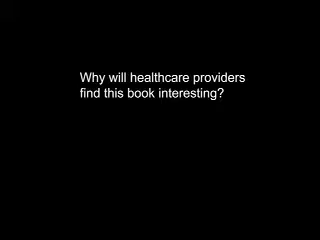 Why will healthcare providers
find this book interesting?